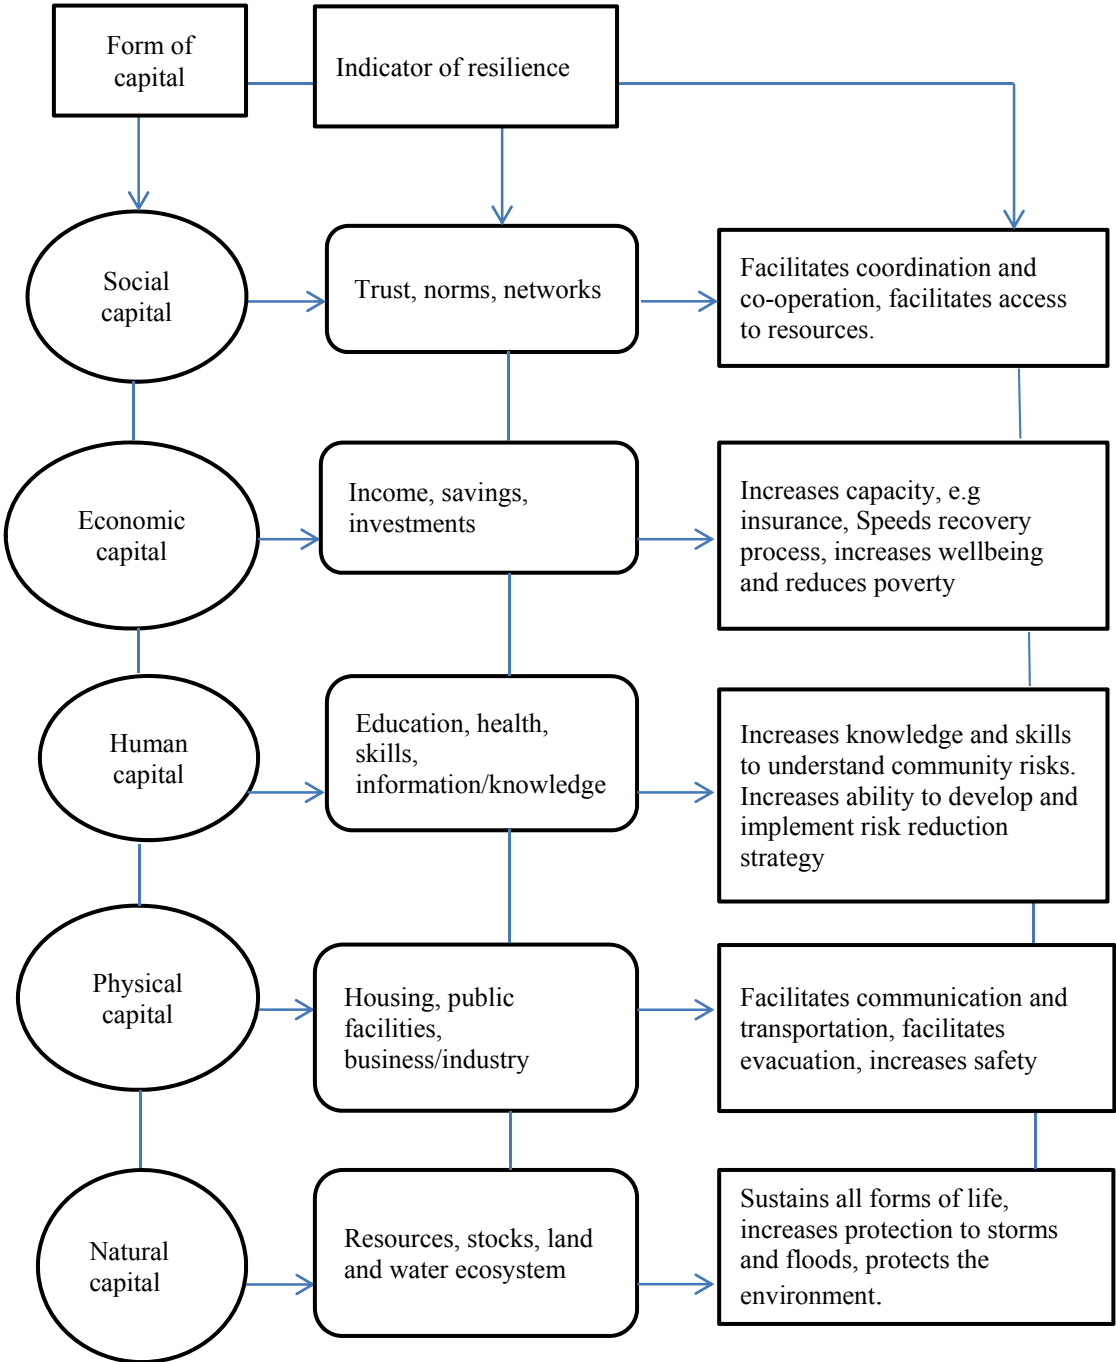 Form of
capital
Indicator of resilience
Social
capital
Trust, norms, networks
Facilitates coordination and
co-operation, facilitates access
to resources.
Economic
capital
Income, savings,
investments
Increases capacity, e.g
insurance, Speeds recovery
process, increases wellbeing
and reduces poverty
Human
capital
Education, health,
skills,
information/knowledge
Increases knowledge and skills
to understand community risks.
Increases ability to develop and
implement risk reduction
strategy
Physical
capital
Housing, public
facilities,
business/industry
Facilitates communication and
transportation, facilitates
evacuation, increases safety
Natural
capital
Resources, stocks, land
and water ecosystem
Sustains all forms of life,
increases protection to storms
and floods, protects the
environment.